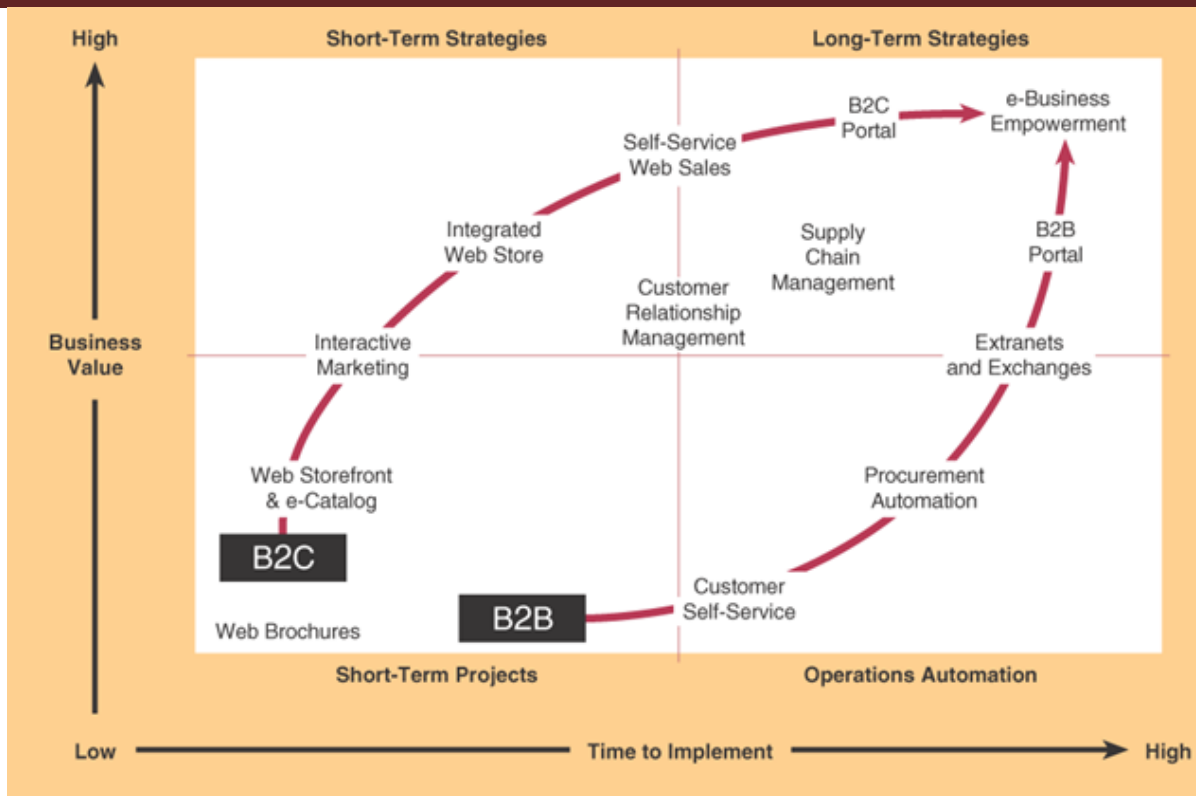 High
Short-Term Strategies
Long-Term Strategies
B2C
Portal
e-Business
Empowerment
Self-Service
Web Sales
Integrated
Web Store
Supply
Chain
Management
B2B
Portal
Customer
Relationship
Management
Business
Value
Interactive
Marketing
Extranets
and Exchanges
Web Storefront
& e-Catalog
Procurement
Automation
B2C
Customer
Self-Service
B2B
Web Brochures
Short-Term Projects
Operations Automation
Low
Time to Implement
High